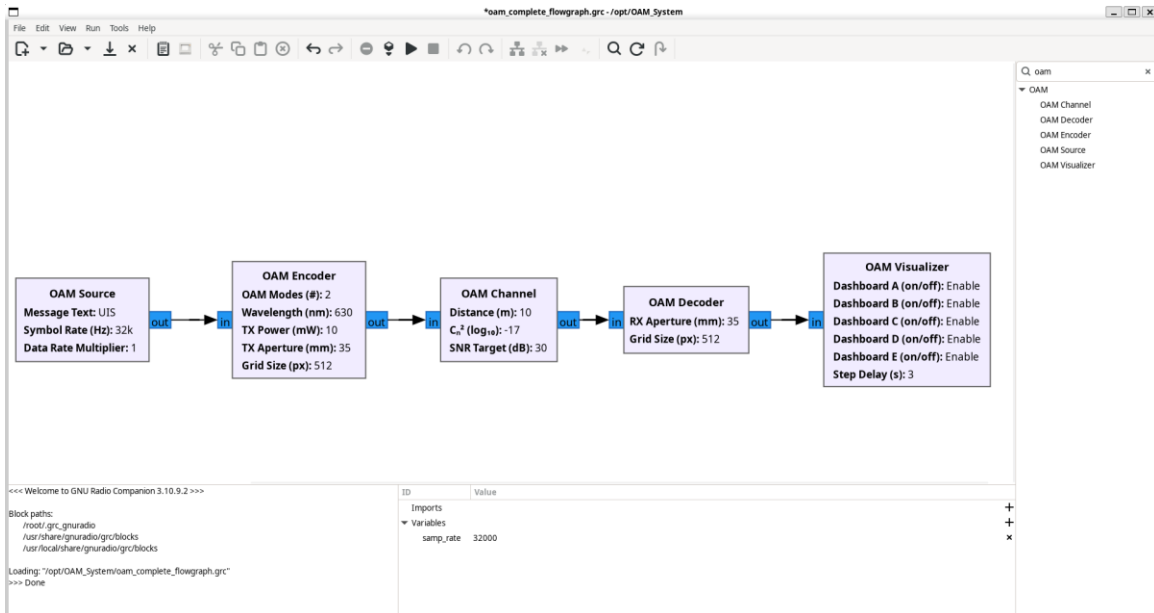 *oam_complete_flowgraph.grc - /opt/OAM_System
File Edit View Run Tools Help
oam
OAM
OAM Channel
OAM Decoder
OAM Encoder
OAM Source
OAM Visualizer
OAM Source
Message Text: UIS
Symbol Rate (Hz): 32k
Data Rate Multiplier: 1
out
in
OAM Encoder
OAM Modes (#): 2
Wavelength (nm): 630
TX Power (mW): 10
TX Aperture (mm): 35
Grid Size (px): 512
out
in
OAM Channel
Distance (m): 10
Cₙ² (log₁₀): -17
SNR Target (dB): 30
out
in
OAM Decoder
RX Aperture (mm): 35
Grid Size (px): 512
out
in
OAM Visualizer
Dashboard A (on/off): Enable
Dashboard B (on/off): Enable
Dashboard C (on/off): Enable
Dashboard D (on/off): Enable
Dashboard E (on/off): Enable
Step Delay (s): 3
<<< Welcome to GNU Radio Companion 3.10.9.2 >>>
Block paths:
/root/.grc_gnuradio
/usr/share/gnuradio/grc/blocks
/usr/local/share/gnuradio/grc/blocks
Loading: "/opt/OAM_System/oam_complete_flowgraph.grc"
>>> Done
ID Value
Imports
Variables
samp_rate 32000